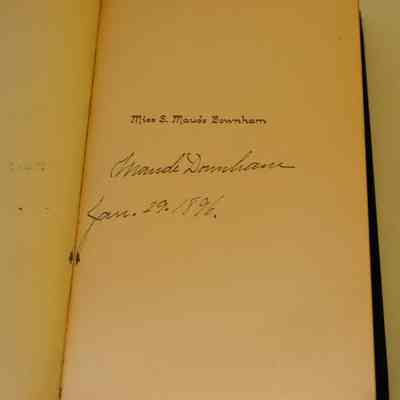 Miss S. Maude Downham
Maude Downham
Jan. 29. 1896.